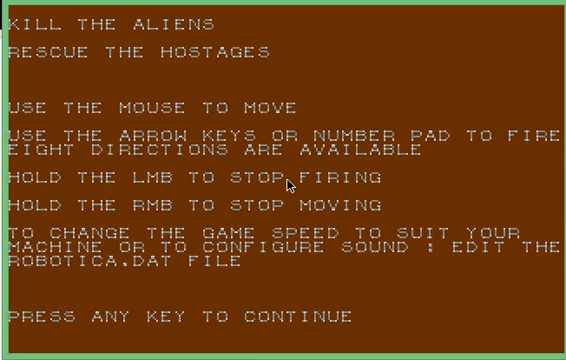 KILL THE ALIENS
RESCUE THE HOSTAGES
USE THE MOUSE TO MOVE
USE THE ARROW KEYS OR NUMBER PAD TO FIRE
EIGHT DIRECTIONS ARE AVAILABLE
HOLD THE LMB TO STOP FIRING
HOLD THE RMB TO STOP MOVING
TO CHANGE THE GAME SPEED TO SUIT YOUR
MACHINE OR TO CONFIGURE SOUND : EDIT THE
ROBOTICA.DAT FILE
PRESS ANY KEY TO CONTINUE